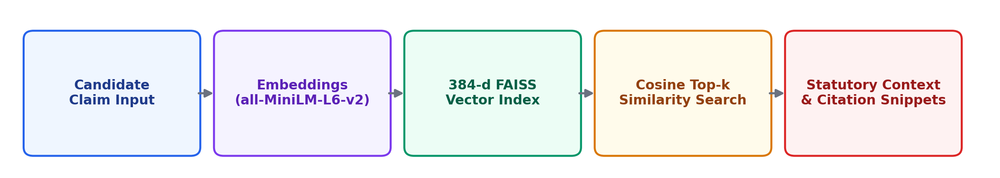 Candidate
Claim Input
Embeddings
(all-MiniLM-L6-v2)
384-d FAISS
Vector Index
Cosine Top-k
Similarity Search
Statutory Context
& Citation Snippets